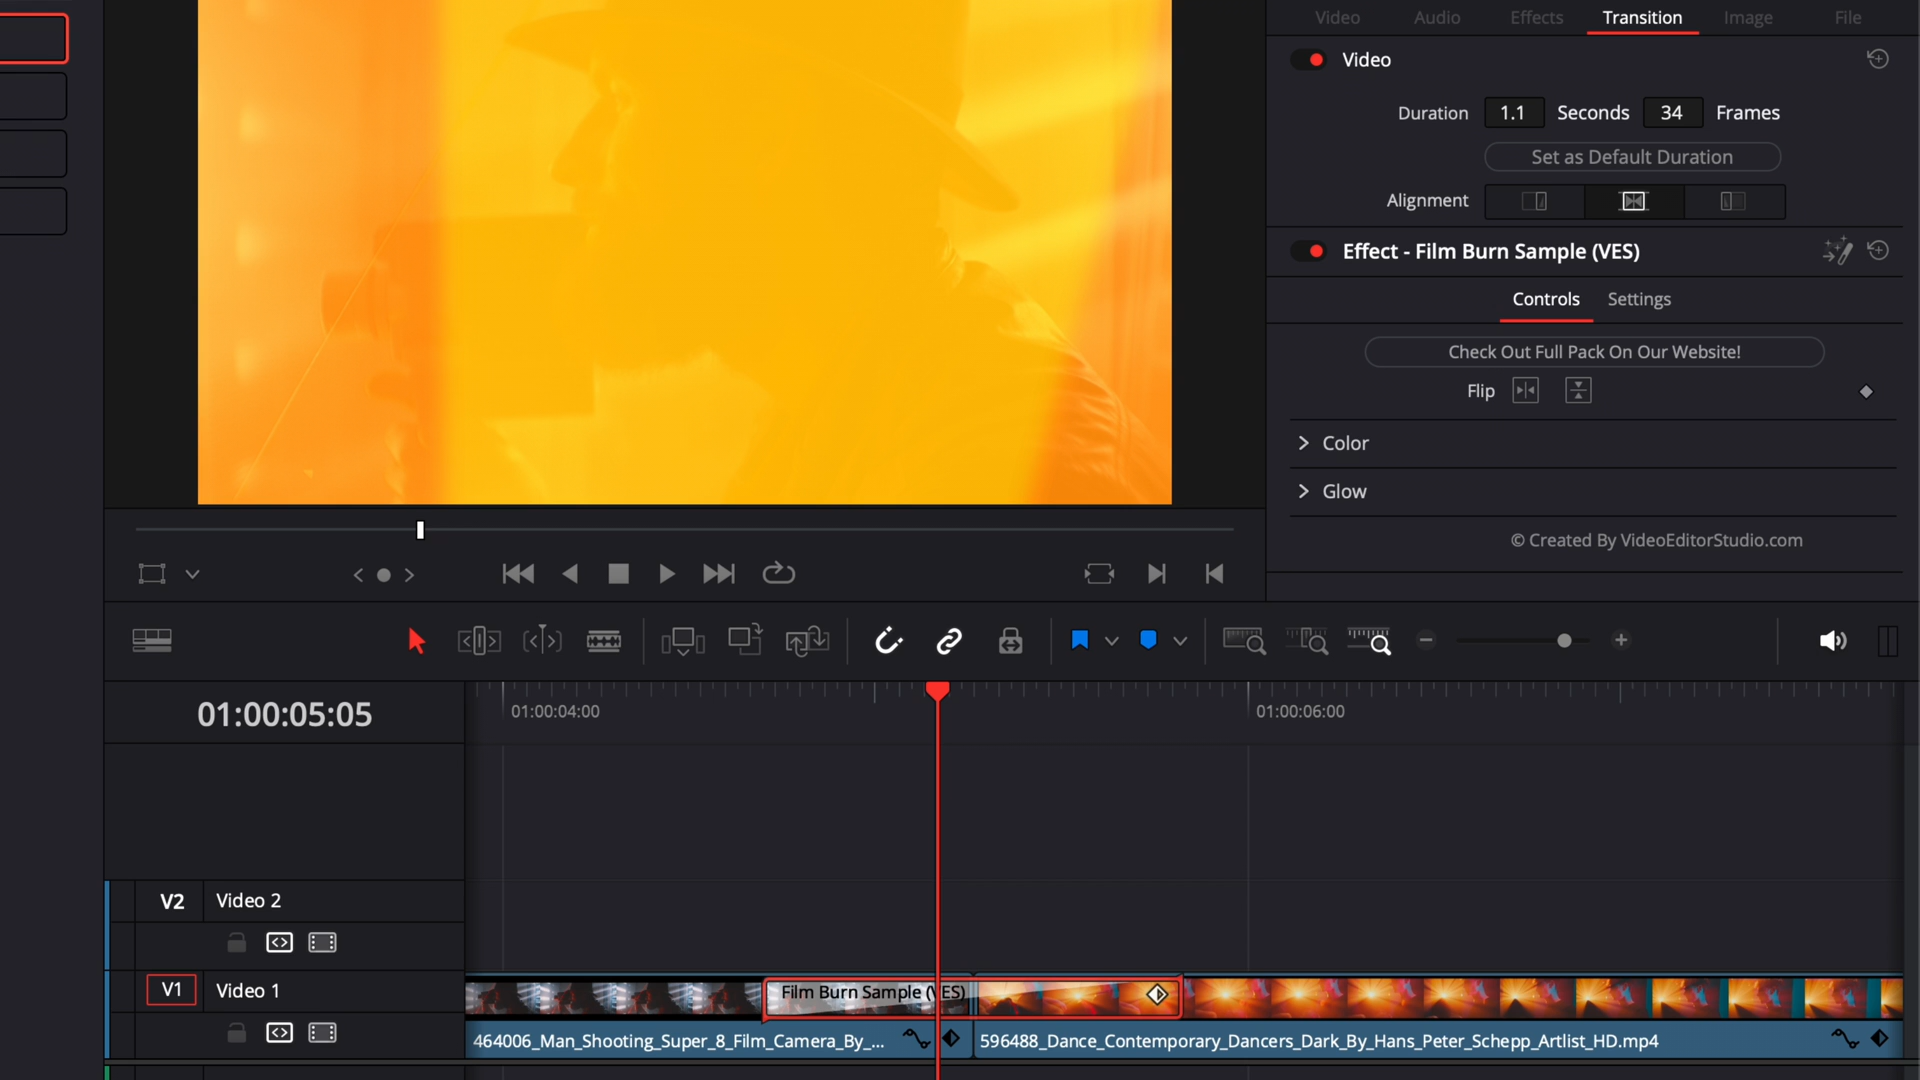 Video Audio Effects Transition Image File
Video
Duration 1.1 Seconds 34 Frames
Set as Default Duration
Alignment
Effect - Film Burn Sample (VES)
Controls Settings
Check Out Full Pack On Our Website!
Flip
Color
Glow
© Created By VideoEditorStudio.com
01:00:05:05
01:00:04:00
01:00:06:00
V2 Video 2
V1 Video 1
Film Burn Sample (VES)
464006_Man_Shooting_Super_8_Film_Camera_By_...
596488_Dance_Contemporary_Dancers_Dark_By_Hans_Peter_Schepp_Artlist_HD.mp4